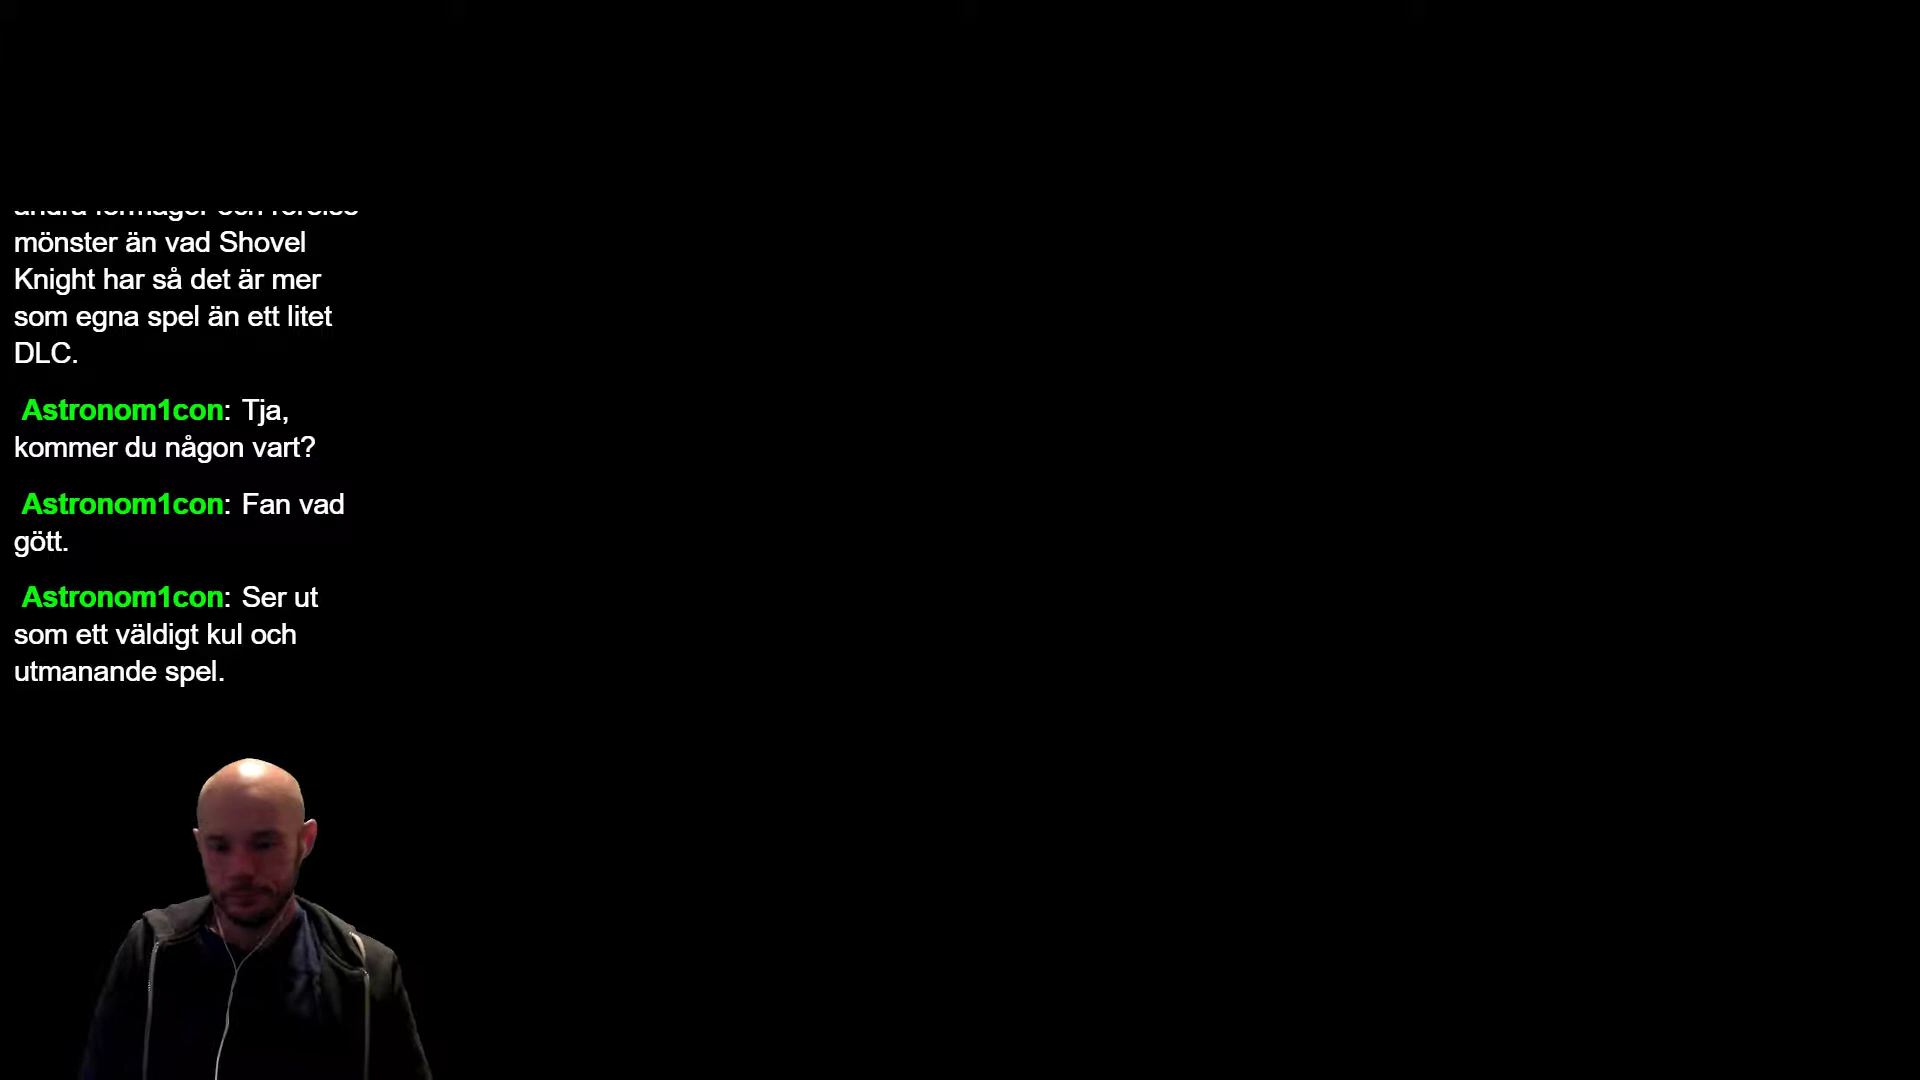 mönster än vad Shovel
Knight har så det är mer
som egna spel än ett litet
DLC.
Astronom1con: Tja,
kommer du någon vart?
Astronom1con: Fan vad
gött.
Astronom1con: Ser ut
som ett väldigt kul och
utmanande spel.